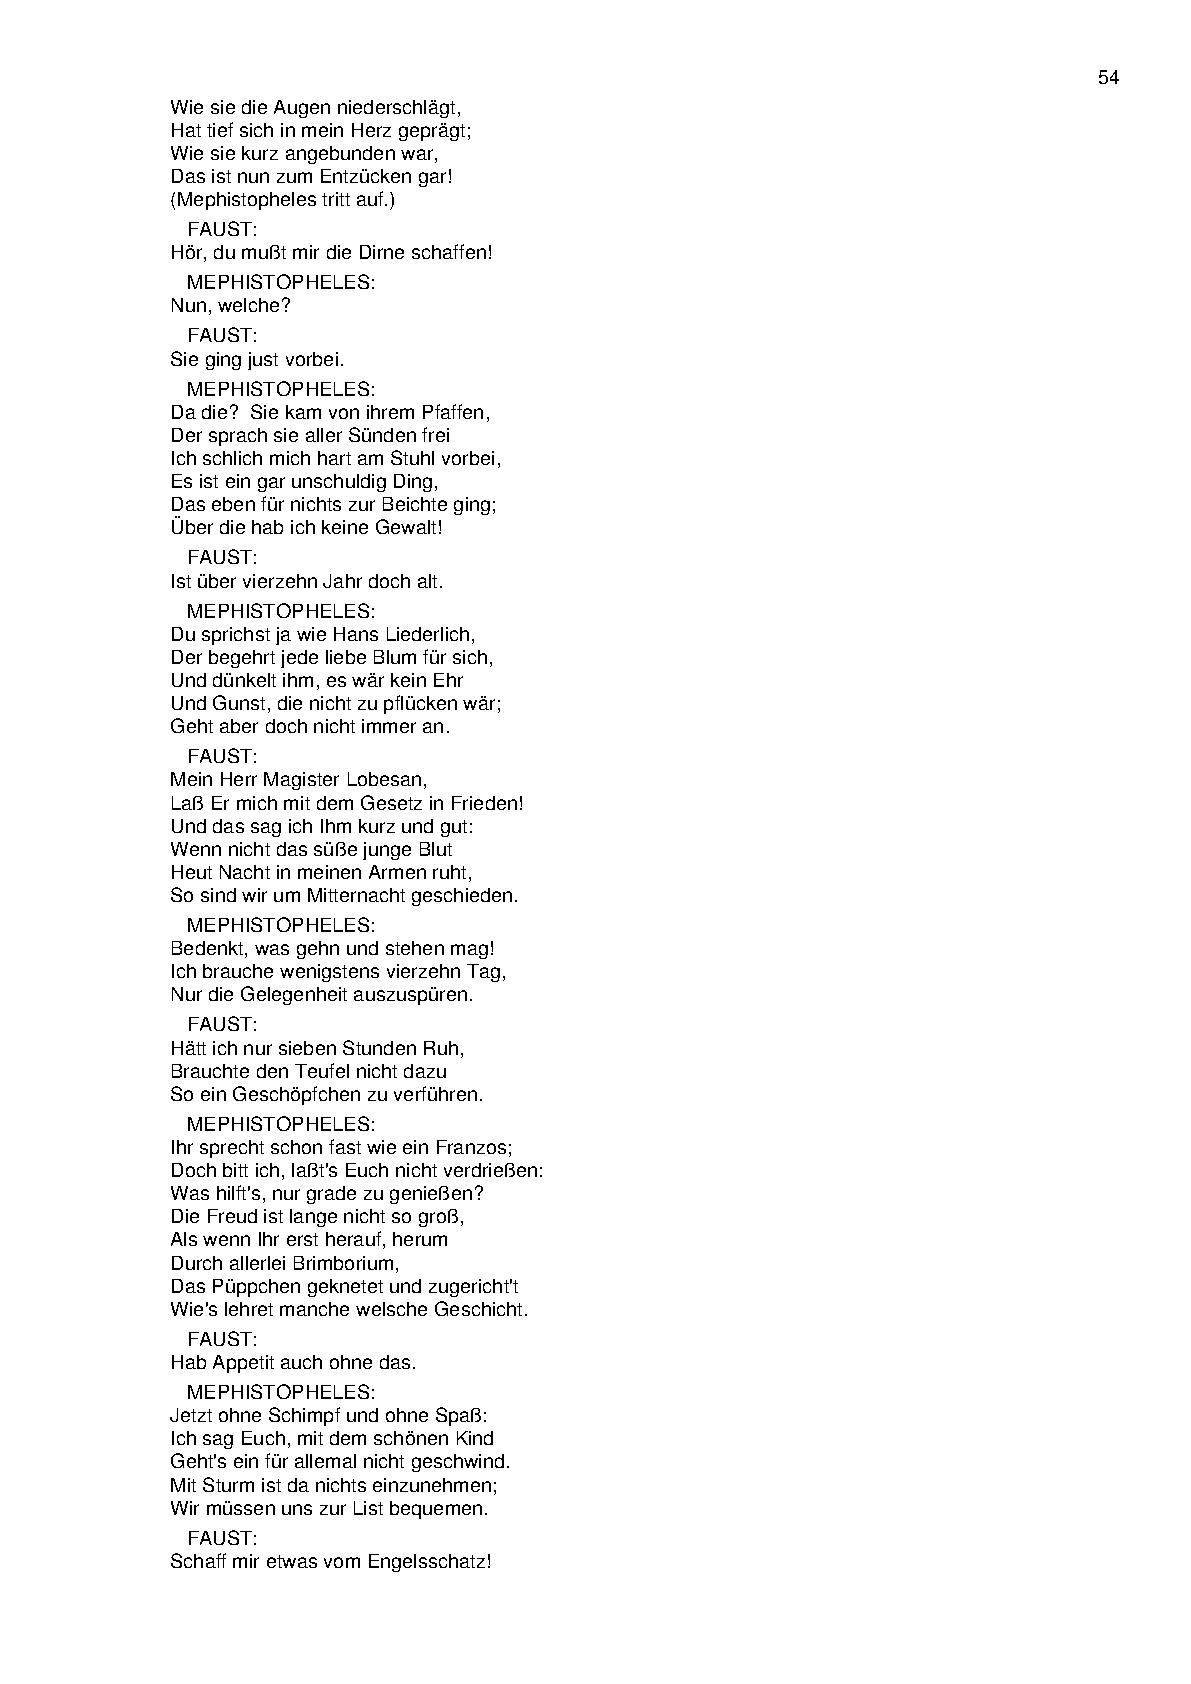 54
Wie sie die Augen niederschlägt,
Hat tief sich in mein Herz geprägt;
Wie sie kurz angebunden war,
Das ist nun zum Entzücken gar!
(Mephistopheles tritt auf.)
FAUST:
Hör, du mußt mir die Dirne schaffen!
MEPHISTOPHELES:
Nun, welche?
FAUST:
Sie ging just vorbei.
MEPHISTOPHELES:
Da die?  Sie kam von ihrem Pfaffen,
Der sprach sie aller Sünden frei
Ich schlich mich hart am Stuhl vorbei,
Es ist ein gar unschuldig Ding,
Das eben für nichts zur Beichte ging;
Über die hab ich keine Gewalt!
FAUST:
Ist über vierzehn Jahr doch alt.
MEPHISTOPHELES:
Du sprichst ja wie Hans Liederlich,
Der begehrt jede liebe Blum für sich,
Und dünkelt ihm, es wär kein Ehr
Und Gunst, die nicht zu pflücken wär;
Geht aber doch nicht immer an.
FAUST:
Mein Herr Magister Lobesan,
Laß Er mich mit dem Gesetz in Frieden!
Und das sag ich Ihm kurz und gut:
Wenn nicht das süße junge Blut
Heut Nacht in meinen Armen ruht,
So sind wir um Mitternacht geschieden.
MEPHISTOPHELES:
Bedenkt, was gehn und stehen mag!
Ich brauche wenigstens vierzehn Tag,
Nur die Gelegenheit auszuspüren.
FAUST:
Hätt ich nur sieben Stunden Ruh,
Brauchte den Teufel nicht dazu
So ein Geschöpfchen zu verführen.
MEPHISTOPHELES:
Ihr sprecht schon fast wie ein Franzos;
Doch bitt ich, laßt's Euch nicht verdrießen:
Was hilft's, nur grade zu genießen?
Die Freud ist lange nicht so groß,
Als wenn Ihr erst herauf, herum
Durch allerlei Brimborium,
Das Püppchen geknetet und zugericht't
Wie's lehret manche welsche Geschicht.
FAUST:
Hab Appetit auch ohne das.
MEPHISTOPHELES:
Jetzt ohne Schimpf und ohne Spaß:
Ich sag Euch, mit dem schönen Kind
Geht's ein für allemal nicht geschwind.
Mit Sturm ist da nichts einzunehmen;
Wir müssen uns zur List bequemen.
FAUST:
Schaff mir etwas vom Engelsschatz!